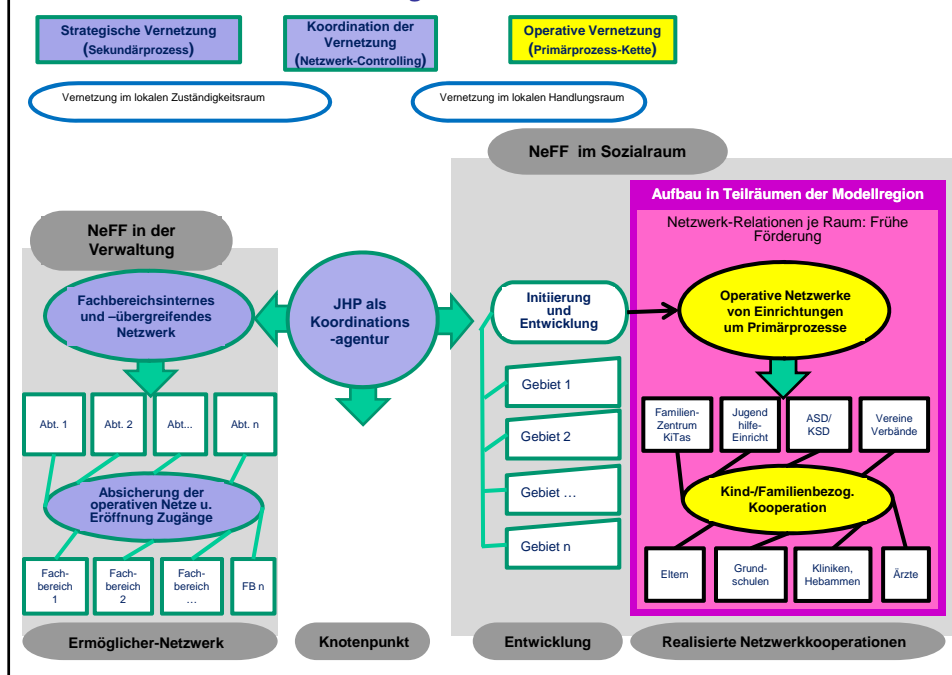 Strategische Vernetzung
(Sekundärprozess)
Koordination der
Vernetzung
(Netzwerk-Controlling)
Operative Vernetzung
(Primärprozess-Kette)
Vernetzung im lokalen Zuständigkeitsraum
Vernetzung im lokalen Handlungsraum
NeFF im Sozialraum
Aufbau in Teilräumen der Modellregion
Netzwerk-Relationen je Raum: Frühe
Förderung
NeFF in der
Verwaltung
Fachbereichsinternes
und –übergreifendes
Netzwerk
JHP als
Koordinations
-agentur
Initiierung
und
Entwicklung
Operative Netzwerke
von Einrichtungen
um Primärprozesse
Gebiet 1
Gebiet 2
Gebiet …
Gebiet n
Abt. 1
Abt. 2
Abt...
Abt. n
Familien-
Zentrum
KiTas
Jugend
hilfe-
Einricht
ASD/
KSD
Vereine
Verbände
Absicherung der
operativen Netze u.
Eröffnung Zugänge
Kind-/Familienbezog.
Kooperation
Fach-
bereich
1
Fach-
bereich
2
Fach-
bereich
…
FB n
Eltern
Grund-
schulen
Kliniken,
Hebammen
Ärzte
Ermöglicher-Netzwerk
Knotenpunkt
Entwicklung
Realisierte Netzwerkkooperationen